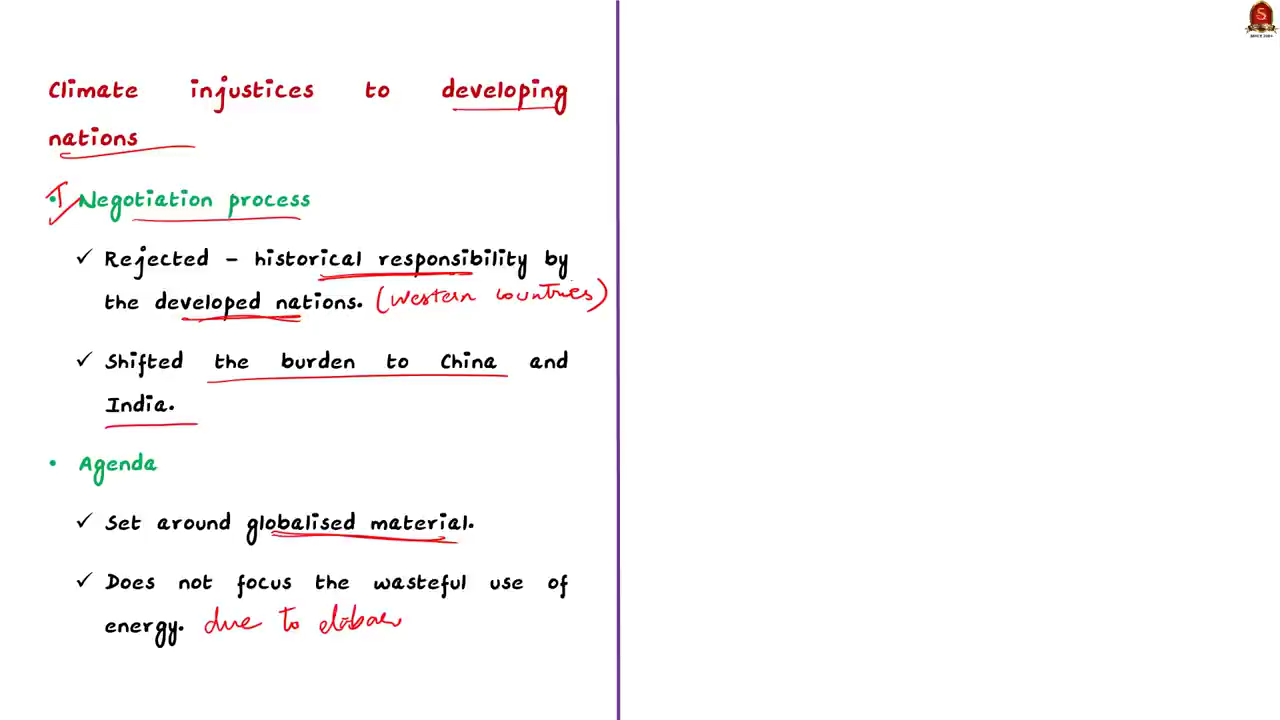 Climate injustices to developing
nations
• Negotiation process
✓ Rejected – historical responsibility by
the developed nations. (Western countries)
✓ Shifted the burden to China and
India.
• Agenda
✓ Set around globalised material.
✓ Does not focus the wasteful use of
energy. due to
S
SINCE 2004